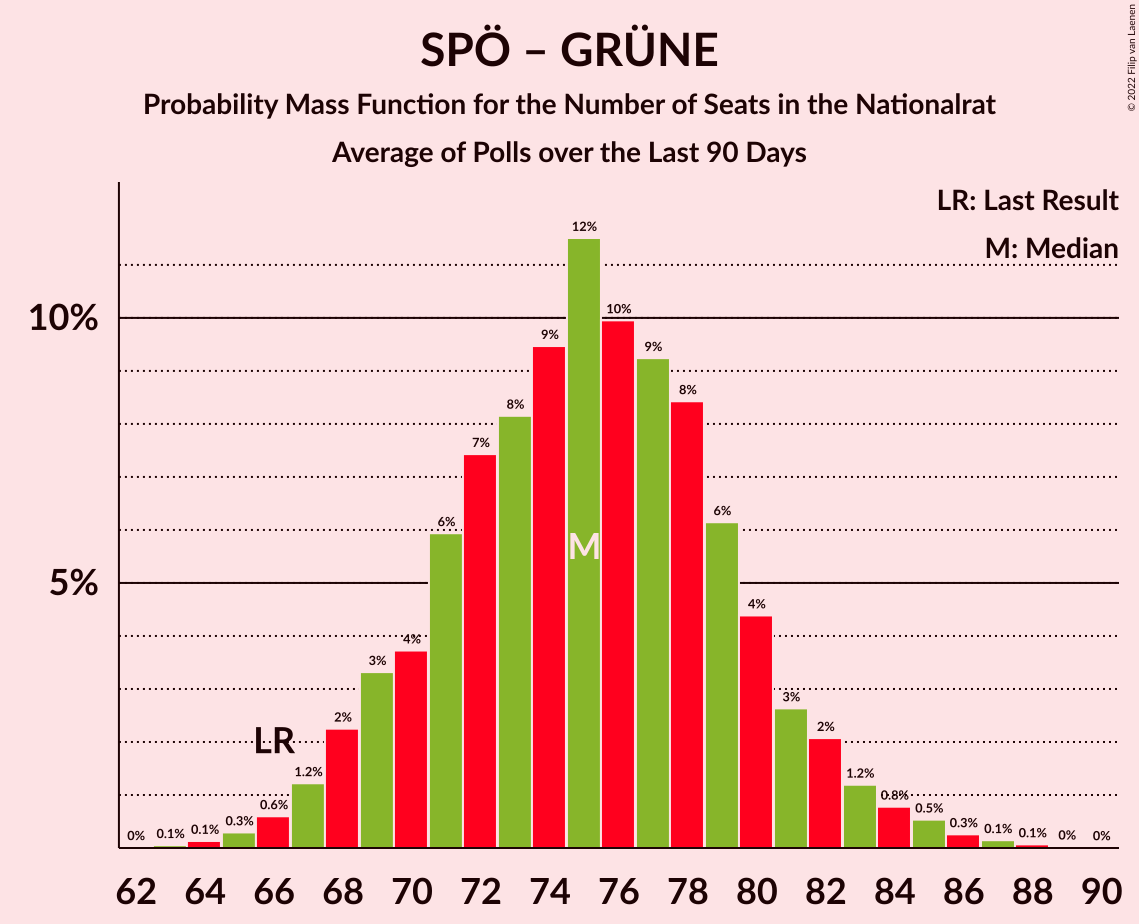 SPÖ – GRÜNE
Probability Mass Function for the Number of Seats in the Nationalrat
Average of Polls over the Last 90 Days
© 2022 Filip van Laenen
LR: Last Result
M: Median
10%
5%
0% 0.1% 0.1% 0.3% 0.6% 1.2% 2% 3% 4% 6% 7% 8% 9% 12% 10% 9% 8% 6% 4% 3% 2% 1.2% 0.8% 0.5% 0.3% 0.1% 0.1% 0% 0%
LR
M
62 64 66 68 70 72 74 76 78 80 82 84 86 88 90